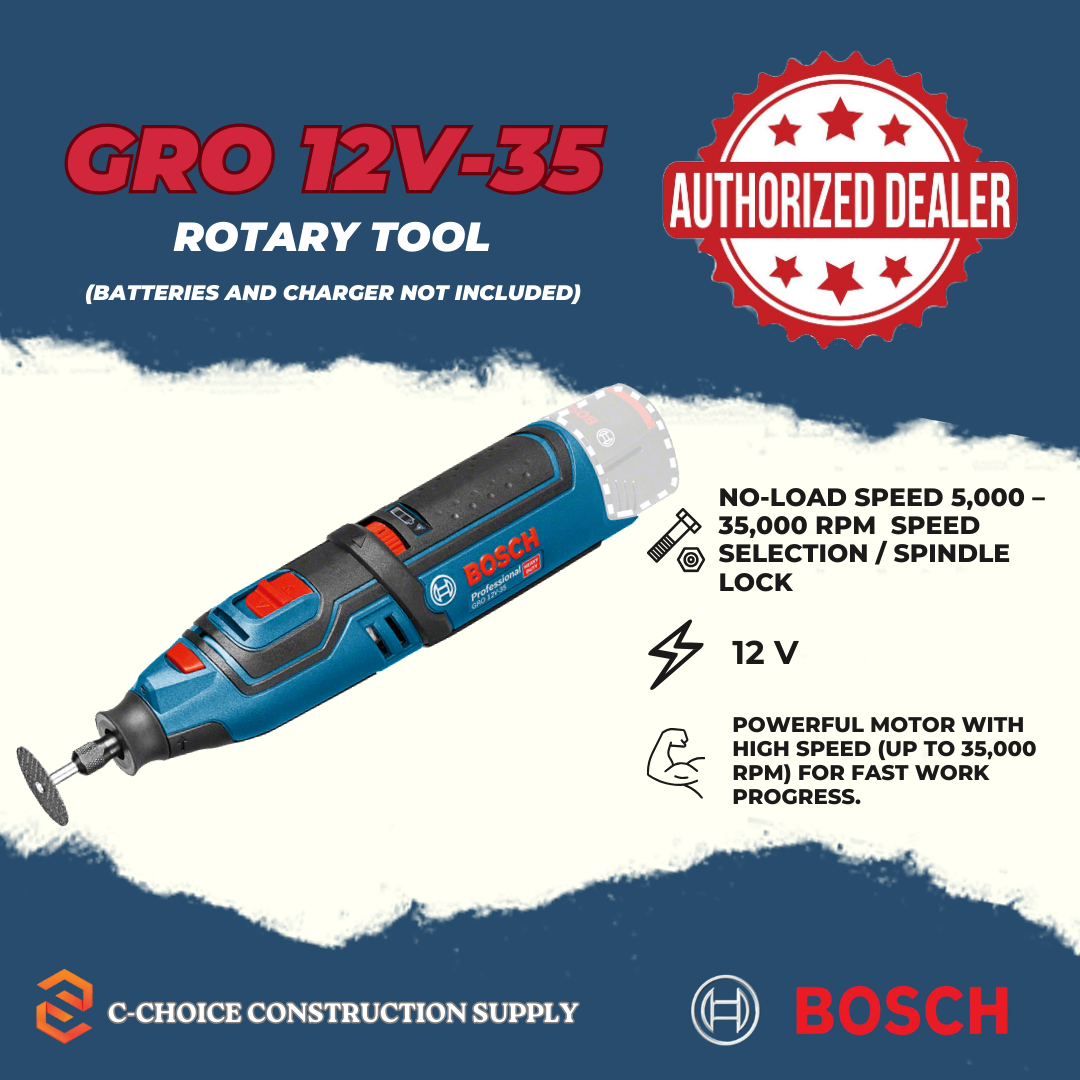 GRO 12V-35
ROTARY TOOL
(BATTERIES AND CHARGER NOT INCLUDED)
AUTHORIZED DEALER
BOSCH
Professional
HEAVY DUTY
GRO 12V-35
NO-LOAD SPEED 5,000 –
35,000 RPM SPEED
SELECTION / SPINDLE
LOCK
12 V
POWERFUL MOTOR WITH
HIGH SPEED (UP TO 35,000
RPM) FOR FAST WORK
PROGRESS.
C-CHOICE CONSTRUCTION SUPPLY
BOSCH